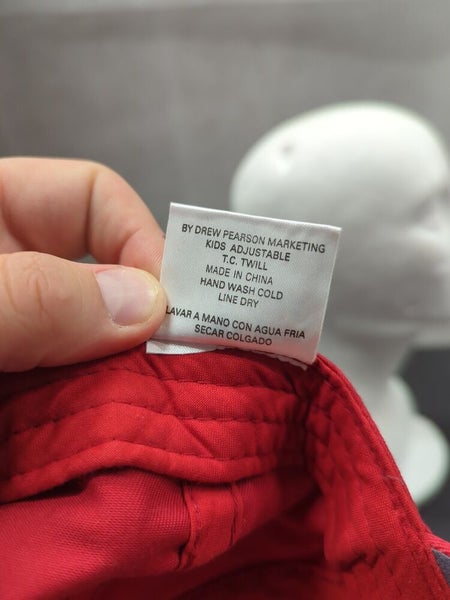 BY DREW PEARSON MARKETING
KIDS ADJUSTABLE
T.C. TWILL
MADE IN CHINA
HAND WASH COLD
LINE DRY
LAVAR A MANO CON AGUA FRIA
SECAR COLGADO